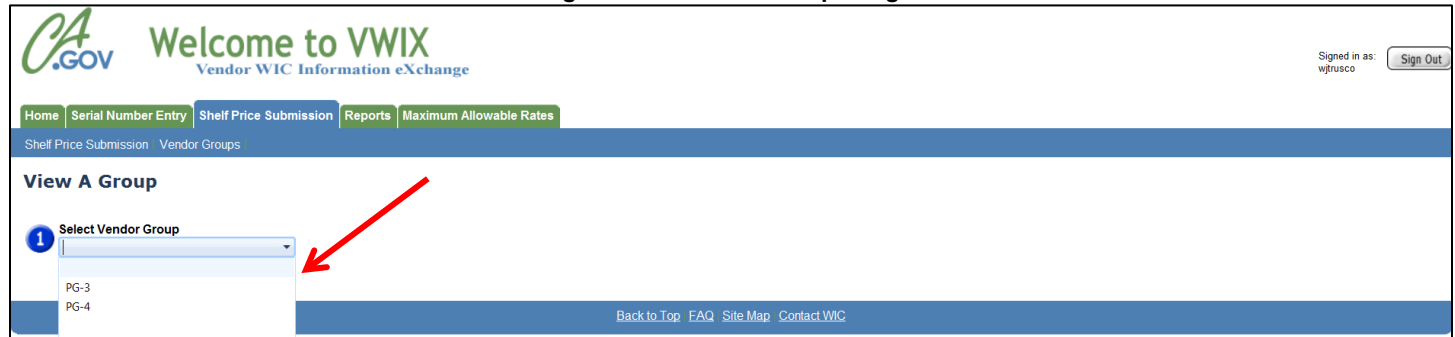 CA.GOV
Welcome to VWIX
Vendor WIC Information eXchange
Signed in as:
wjtrusco
Sign Out
Home Serial Number Entry Shelf Price Submission Reports Maximum Allowable Rates
Shelf Price Submission Vendor Groups
View A Group
1 Select Vendor Group
PG-3
PG-4
Back to Top FAQ Site Map Contact WIC